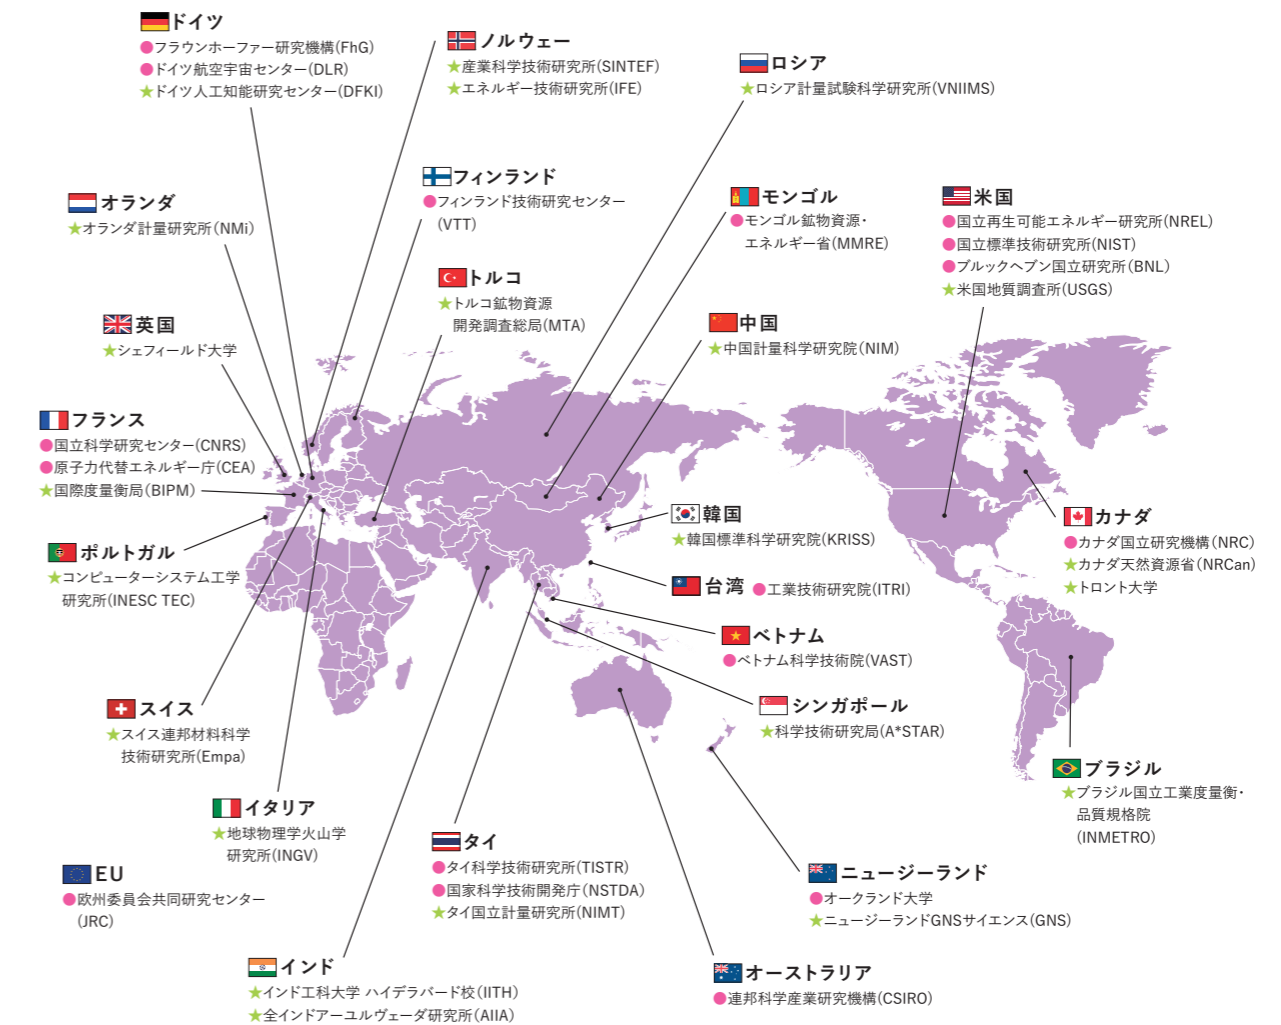 ドイツ
●フラウンホーファー研究機構(FhG)
●ドイツ航空宇宙センター(DLR)
★ドイツ人工知能研究センター(DFKI)
ノルウェー
★産業科学技術研究所(SINTEF)
★エネルギー技術研究所(IFE)
ロシア
★ロシア計量試験科学研究所(VNIIMS)
オランダ
★オランダ計量研究所(NMi)
フィンランド
●フィンランド技術研究センター
(VTT)
モンゴル
●モンゴル鉱物資源・
エネルギー省(MMRE)
米国
●国立再生可能エネルギー研究所(NREL)
●国立標準技術研究所(NIST)
●ブルックヘブン国立研究所(BNL)
★米国地質調査所(USGS)
トルコ
★トルコ鉱物資源
開発調査総局(MTA)
英国
★シェフィールド大学
中国
★中国計量科学研究院(NIM)
フランス
●国立科学研究センター(CNRS)
●原子力代替エネルギー庁(CEA)
★国際度量衡局(BIPM)
韓国
★韓国標準科学研究院(KRISS)
カナダ
●カナダ国立研究機構(NRC)
★カナダ天然資源省(NRCan)
★トロント大学
ポルトガル
★コンピューターシステム工学
研究所(INESC TEC)
台湾 ●工業技術研究院(ITRI)
ベトナム
●ベトナム科学技術院(VAST)
シンガポール
★科学技術研究局(A*STAR)
スイス
★スイス連邦材料科学
技術研究所(Empa)
ブラジル
★ブラジル国立工業度量衡・
品質規格院
(INMETRO)
イタリア
★地球物理学火山学
研究所(INGV)
タイ
●タイ科学技術研究所(TISTR)
●国家科学技術開発庁(NSTDA)
★タイ国立計量研究所(NIMT)
EU
●欧州委員会共同研究センター
(JRC)
ニュージーランド
●オークランド大学
★ニュージーランドGNSサイエンス(GNS)
インド
★インド工科大学 ハイデラバード校(IITH)
★全インドアーユルヴェーダ研究所(AIIA)
オーストラリア
●連邦科学産業研究機構(CSIRO)